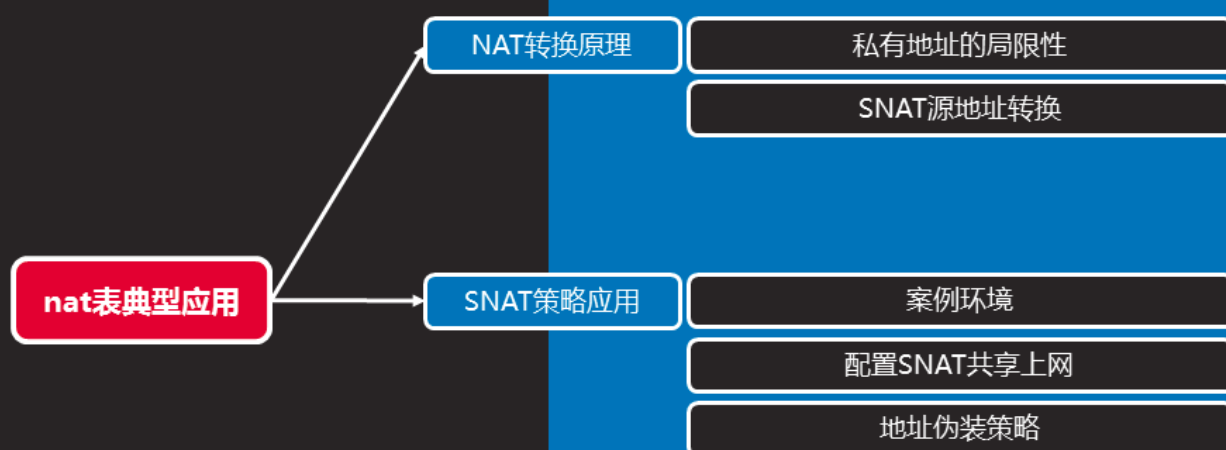 NAT转换原理
私有地址的局限性
SNAT源地址转换
nat表典型应用
SNAT策略应用
案例环境
配置SNAT共享上网
地址伪装策略